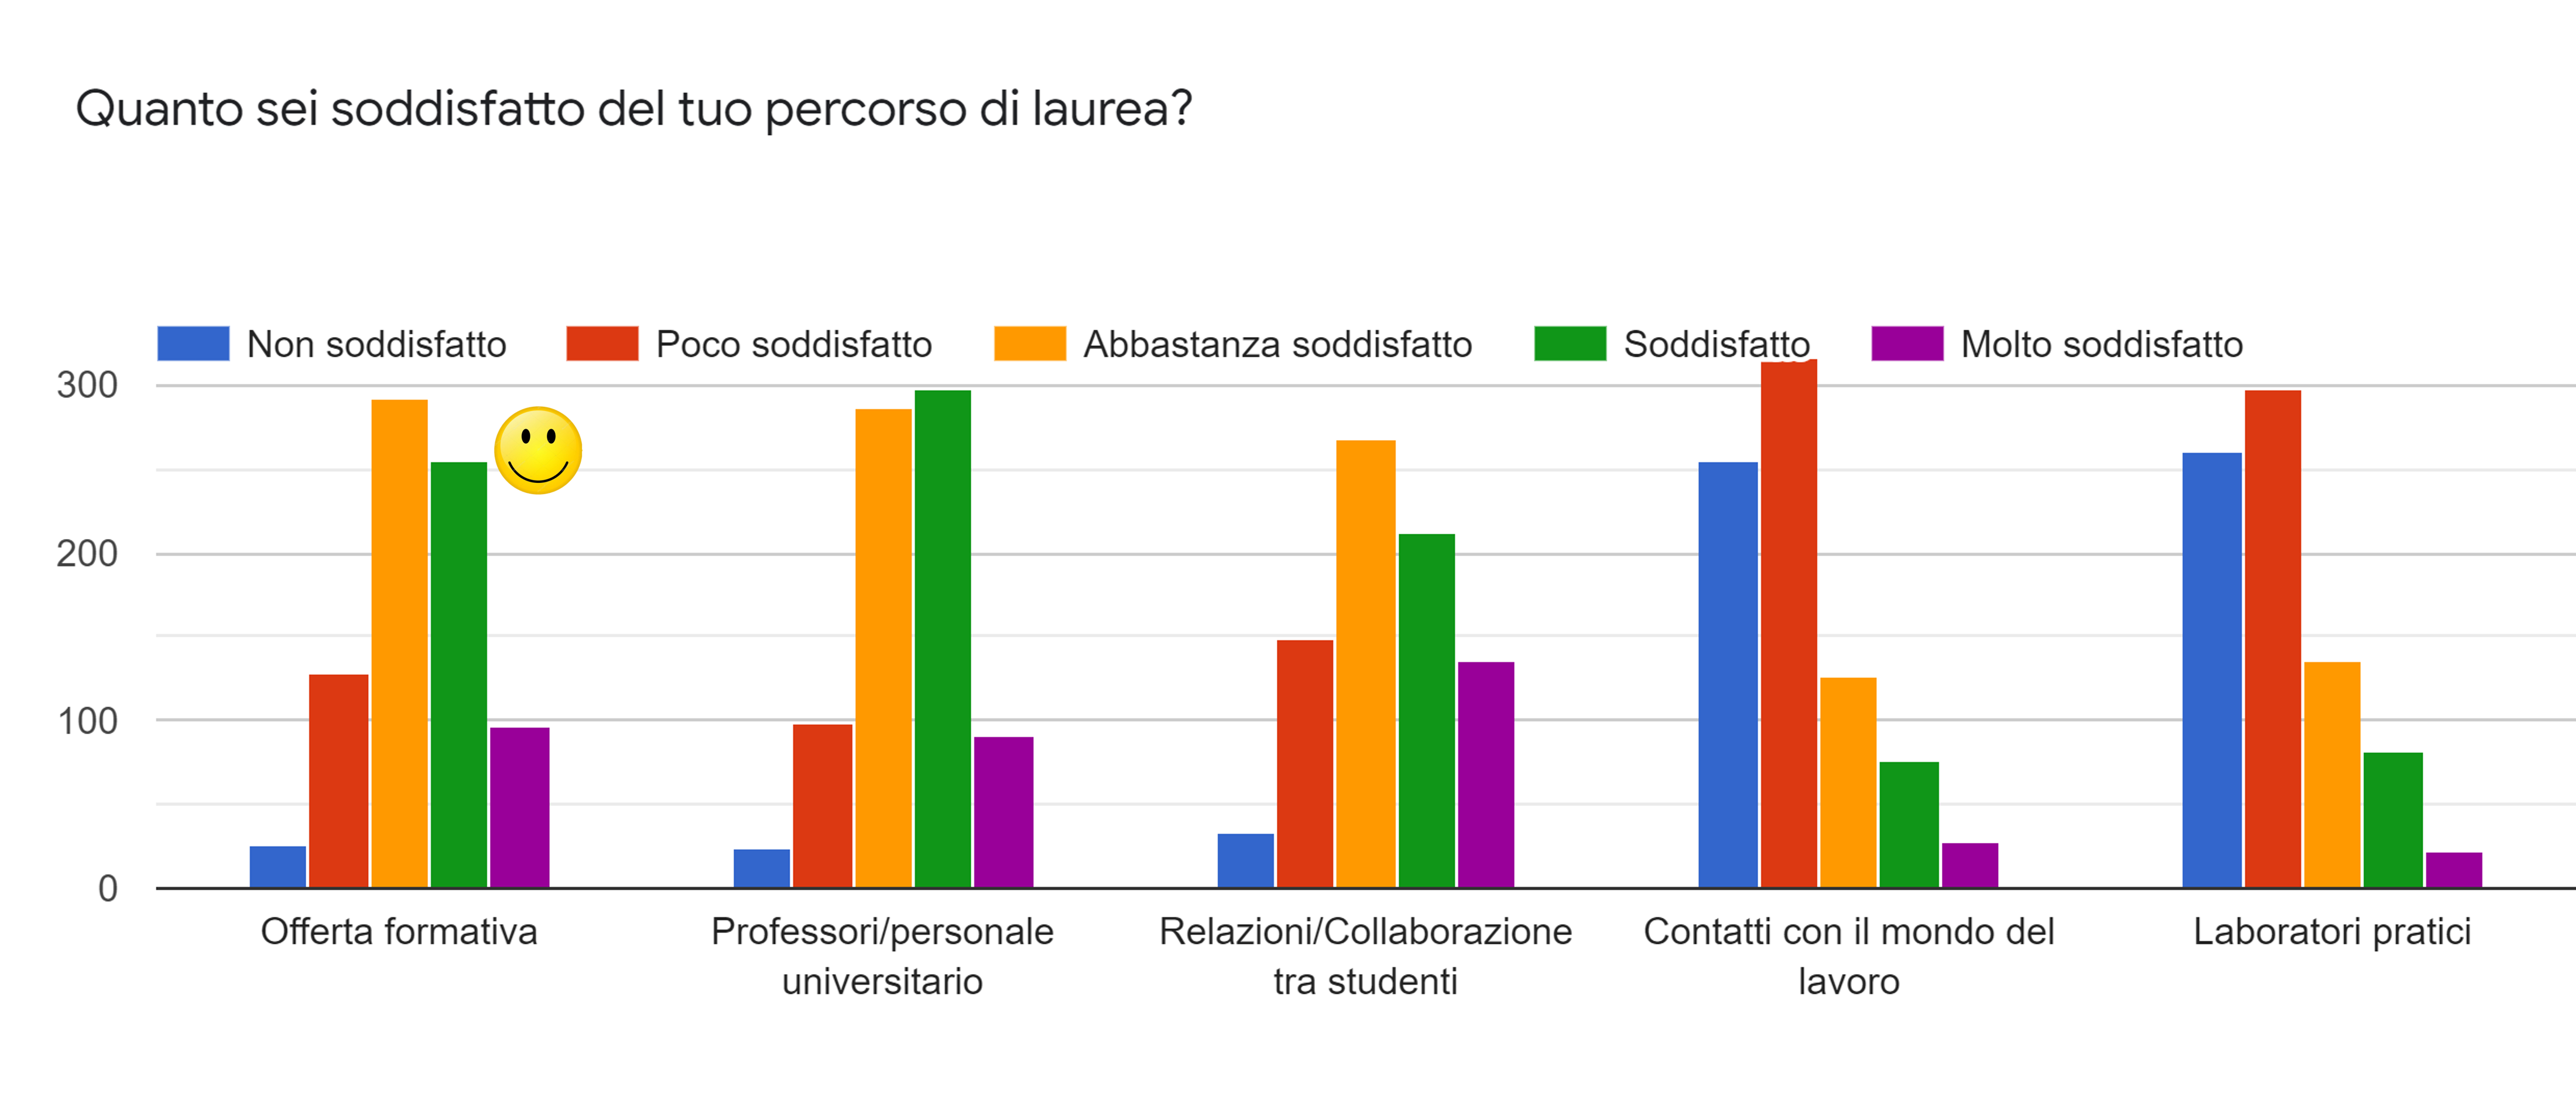 Quanto sei soddisfatto del tuo percorso di laurea?
Non soddisfatto Poco soddisfatto Abbastanza soddisfatto Soddisfatto Molto soddisfatto
300
200
100
0
Offerta formativa Professori/personale Relazioni/Collaborazione Contatti con il mondo del Laboratori pratici
universitario tra studenti lavoro